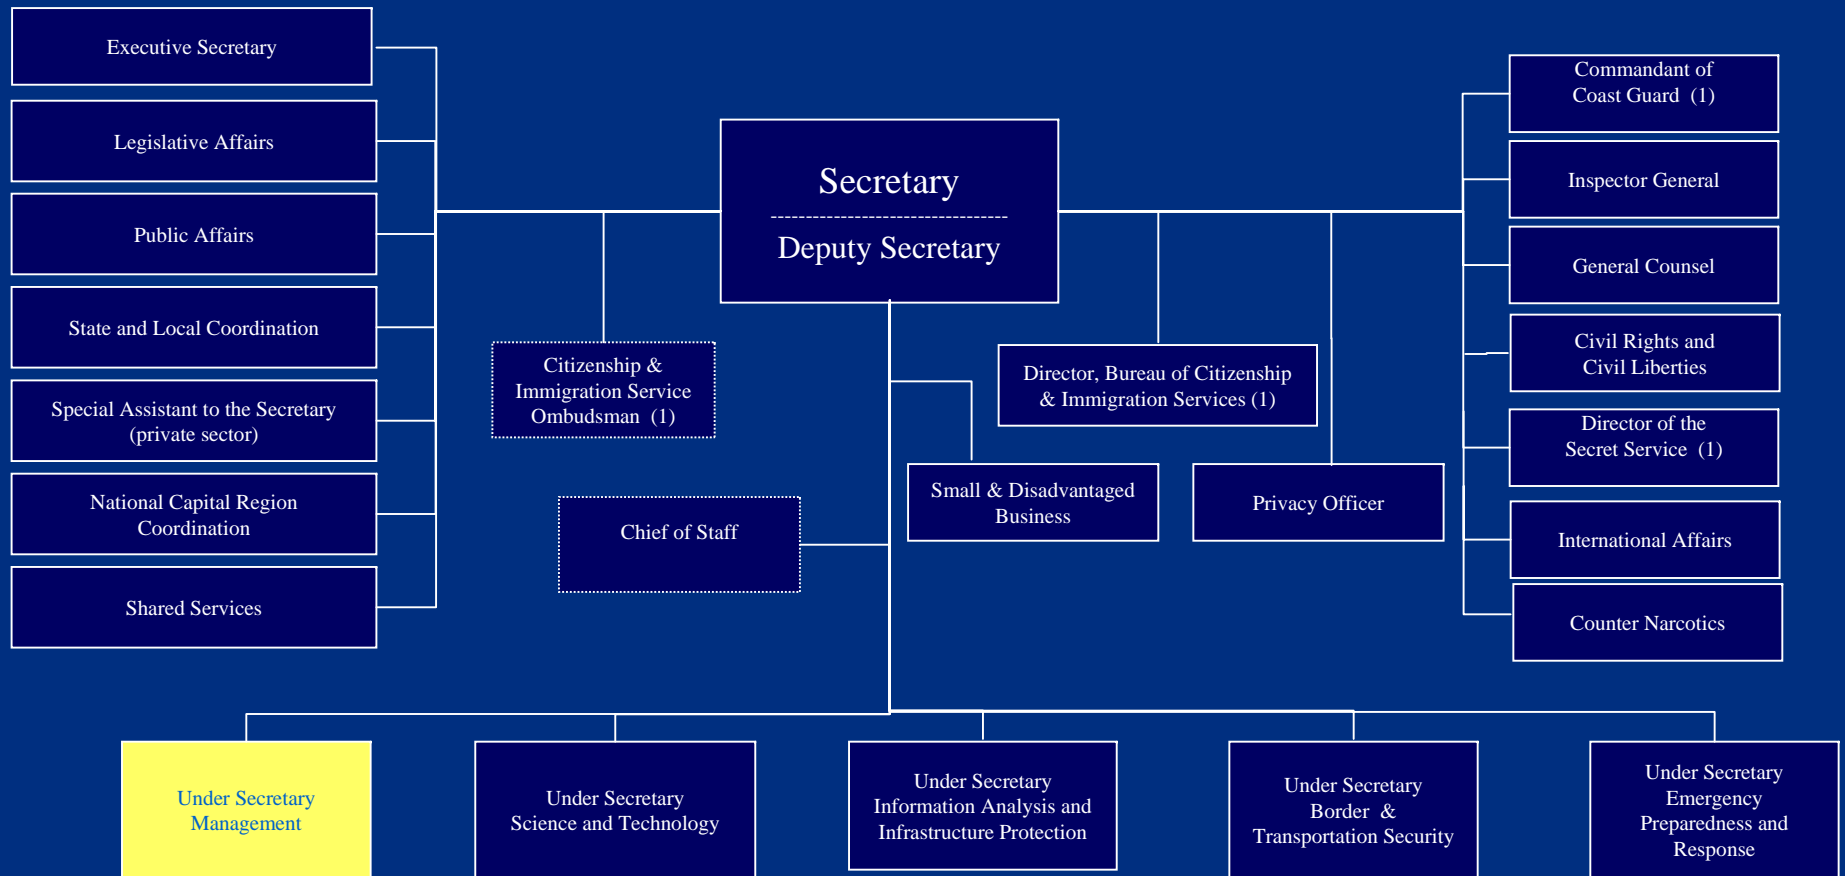 Executive Secretary
Legislative Affairs
Public Affairs
State and Local Coordination
Special Assistant to the Secretary
(private sector)
National Capital Region
Coordination
Shared Services
Secretary
----------------------------------
Deputy Secretary
Citizenship &
Immigration Service
Ombudsman (1)
Chief of Staff
Director, Bureau of Citizenship
& Immigration Services (1)
Small & Disadvantaged
Business
Privacy Officer
Commandant of
Coast Guard (1)
Inspector General
General Counsel
Civil Rights and
Civil Liberties
Director of the
Secret Service (1)
International Affairs
Counter Narcotics
Under Secretary
Management
Under Secretary
Science and Technology
Under Secretary
Information Analysis and
Infrastructure Protection
Under Secretary
Border &
Transportation Security
Under Secretary
Emergency
Preparedness and
Response